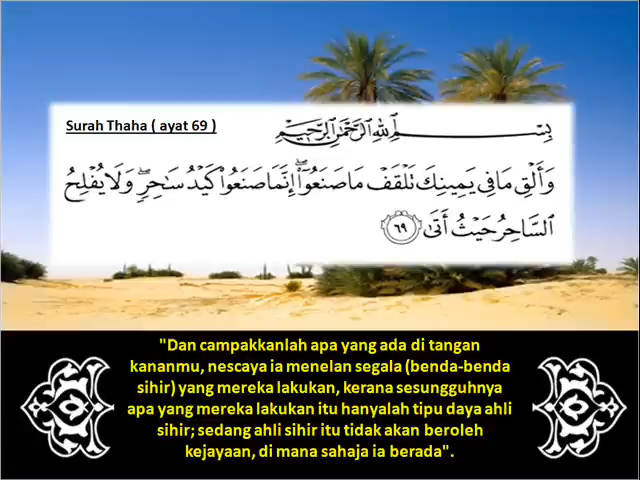 Surah Thaha ( ayat 69 )
بِسْمِ اللَّهِ الرَّحْمَٰنِ الرَّحِيمِ
وَأَلْقِ مَا فِي يَمِينِكَ تَلْقَفْ مَا صَنَعُوٓا۟ ۖ إِنَّمَا صَنَعُوا۟ كَيْدُ سَٰحِرٍ ۖ وَلَا يُفْلِحُ
السَّاحِرُ حَيْثُ أَتَىٰ ٦٩
"Dan campakkanlah apa yang ada di tangan
kananmu, nescaya ia menelan segala (benda-benda
sihir) yang mereka lakukan, kerana sesungguhnya
apa yang mereka lakukan itu hanyalah tipu daya ahli
sihir; sedang ahli sihir itu tidak akan beroleh
kejayaan, di mana sahaja ia berada".